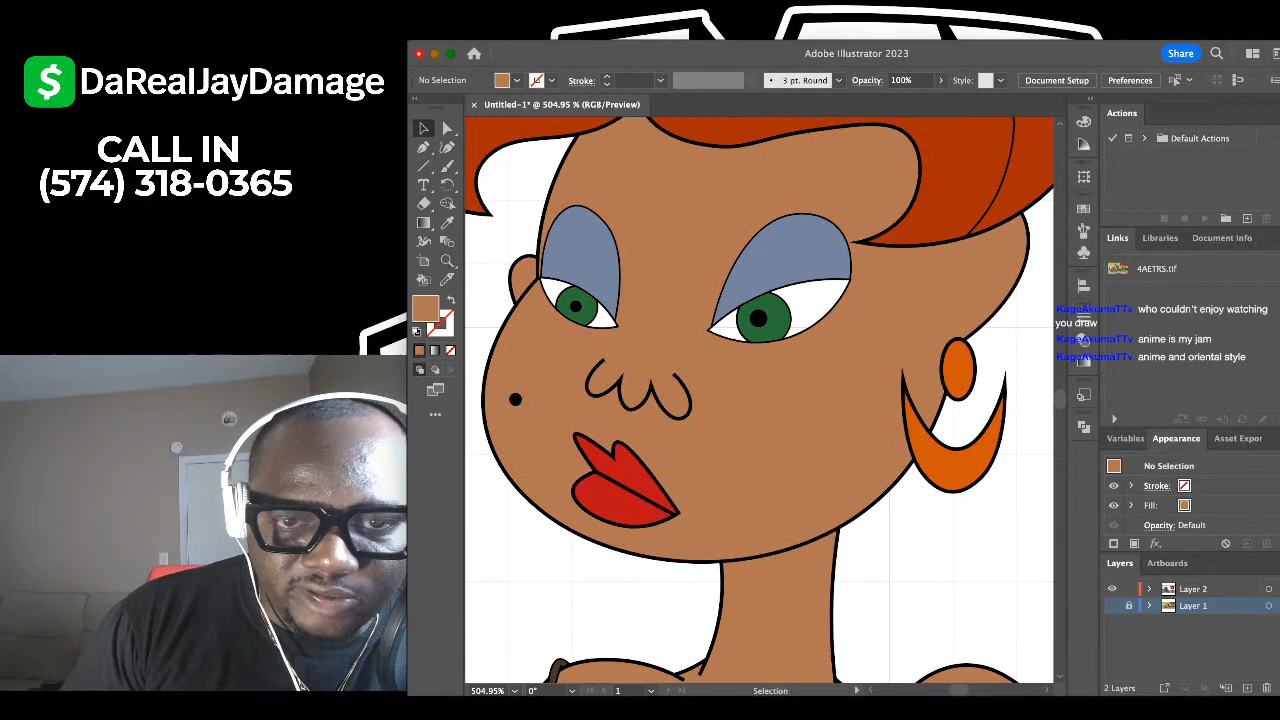 $ DaRealJayDamage
CALL IN
(574) 318-0365
Adobe Illustrator 2023
Share
No Selection
Stroke:
3 pt. Round
Opacity: 100%
Style:
Document Setup
Preferences
× Untitled-1* @ 504.95 % (RGB/Preview)
Actions
Default Actions
Links
Libraries
Document Info
4AETRS.tif
KageAkumaTTv who couldn't enjoy watching
you draw
KageAkumaTTv anime is my jam
KageAkumaTTv anime and oriental style
Variables
Appearance
Asset Expor
No Selection
Stroke:
Fill:
Opacity: Default
Layers
Artboards
Layer 2
Layer 1
2 Layers
504.95%
0°
1
Selection